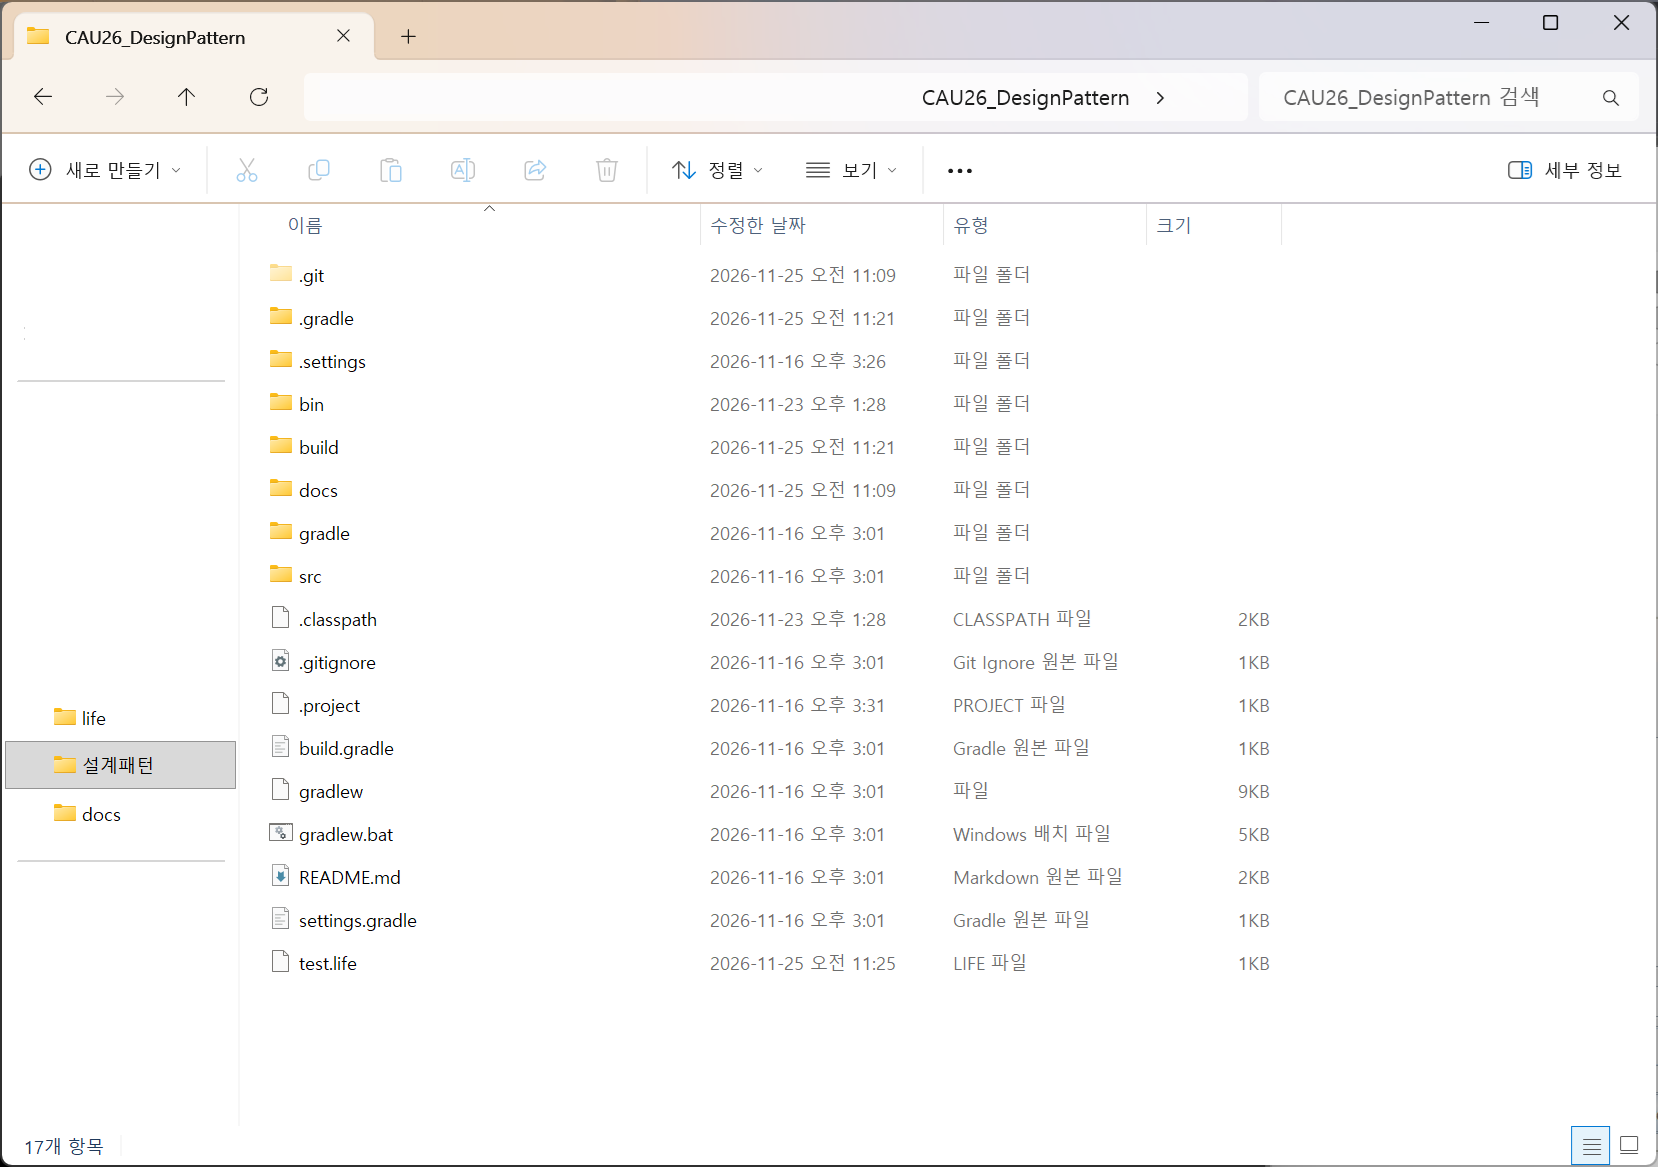 CAU26_DesignPattern
CAU26_DesignPattern
CAU26_DesignPattern 검색
새로 만들기
정렬
보기
세부 정보
이름 수정한 날짜 유형 크기
.git 2026-11-25 오전 11:09 파일 폴더
.gradle 2026-11-25 오전 11:21 파일 폴더
.settings 2026-11-16 오후 3:26 파일 폴더
bin 2026-11-23 오후 1:28 파일 폴더
build 2026-11-25 오전 11:21 파일 폴더
docs 2026-11-25 오전 11:09 파일 폴더
gradle 2026-11-16 오후 3:01 파일 폴더
src 2026-11-16 오후 3:01 파일 폴더
.classpath 2026-11-23 오후 1:28 CLASSPATH 파일 2KB
.gitignore 2026-11-16 오후 3:01 Git Ignore 원본 파일 1KB
.project 2026-11-16 오후 3:31 PROJECT 파일 1KB
build.gradle 2026-11-16 오후 3:01 Gradle 원본 파일 1KB
gradlew 2026-11-16 오후 3:01 파일 9KB
gradlew.bat 2026-11-16 오후 3:01 Windows 배치 파일 5KB
README.md 2026-11-16 오후 3:01 Markdown 원본 파일 2KB
settings.gradle 2026-11-16 오후 3:01 Gradle 원본 파일 1KB
test.life 2026-11-25 오전 11:25 LIFE 파일 1KB
life
설계패턴
docs
17개 항목